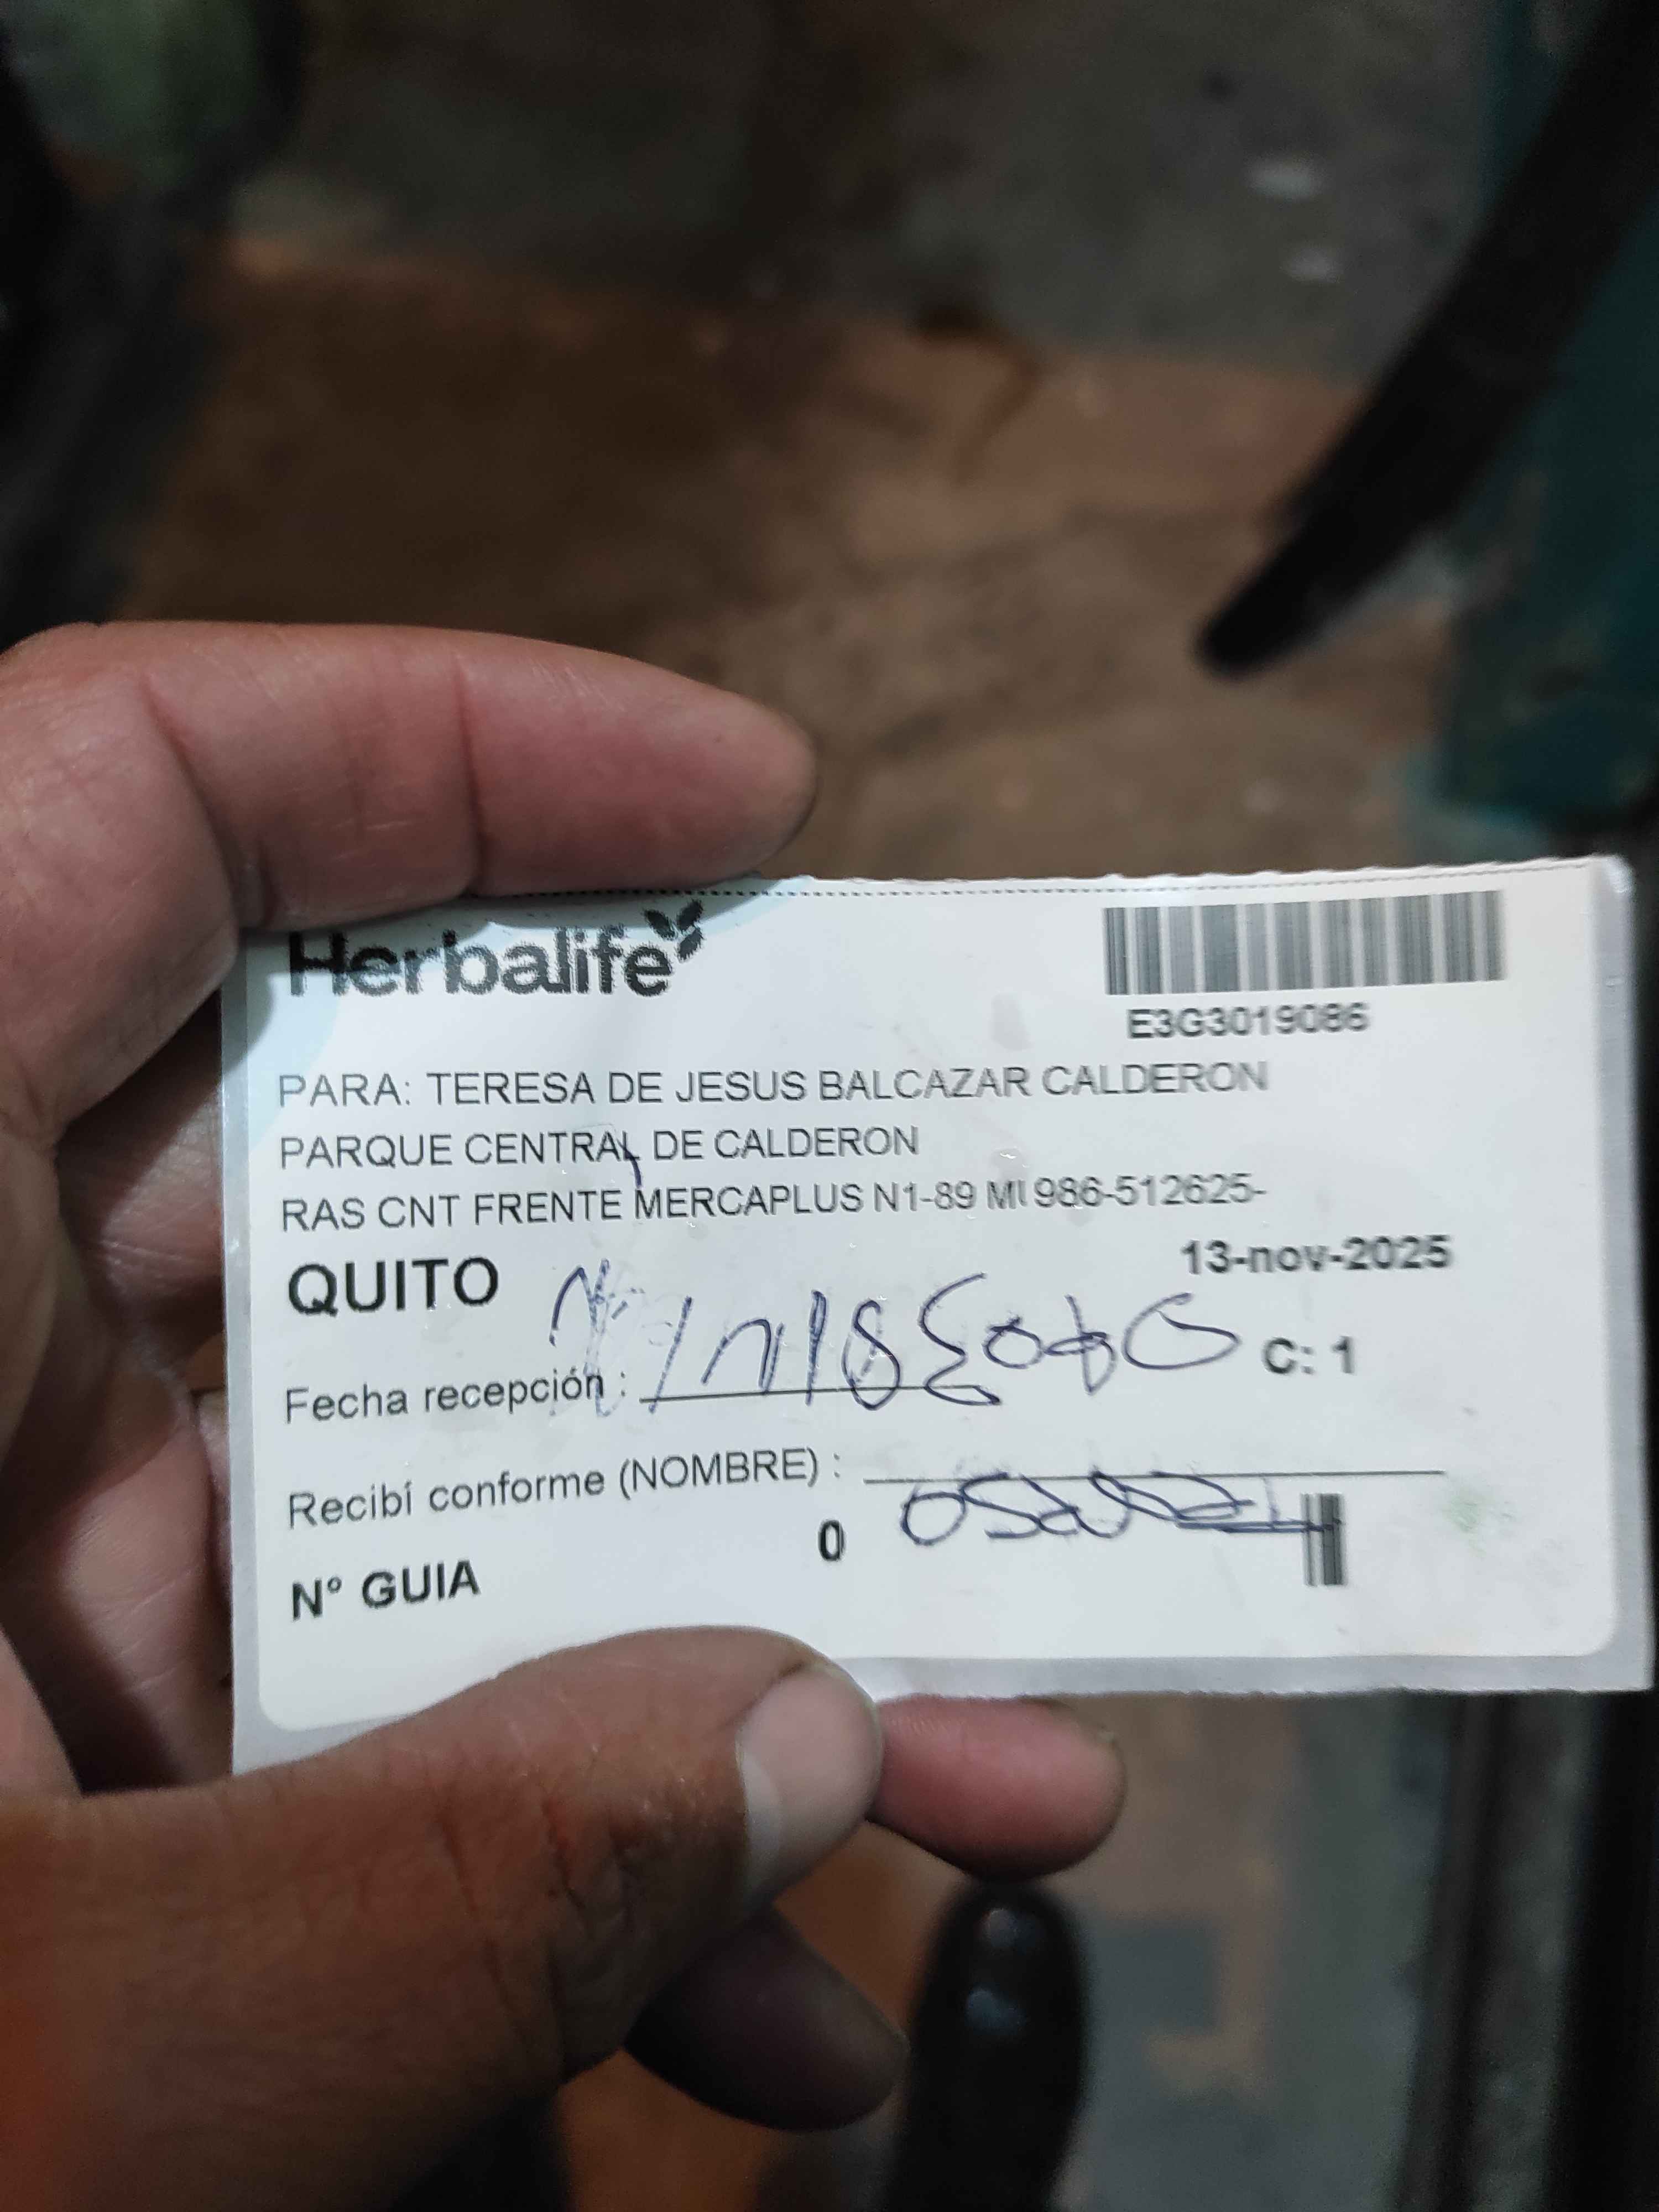 Herbalife
E3G3019086
PARA: TERESA DE JESUS BALCAZAR CALDERON
PARQUE CENTRAL DE CALDERON
RAS CNT FRENTE MERCAPLUS N1-89 MI 986-512625-
QUITO
13-nov-2025
Fecha recepción :
C: 1
Recibí conforme (NOMBRE) :
0
Nº GUIA